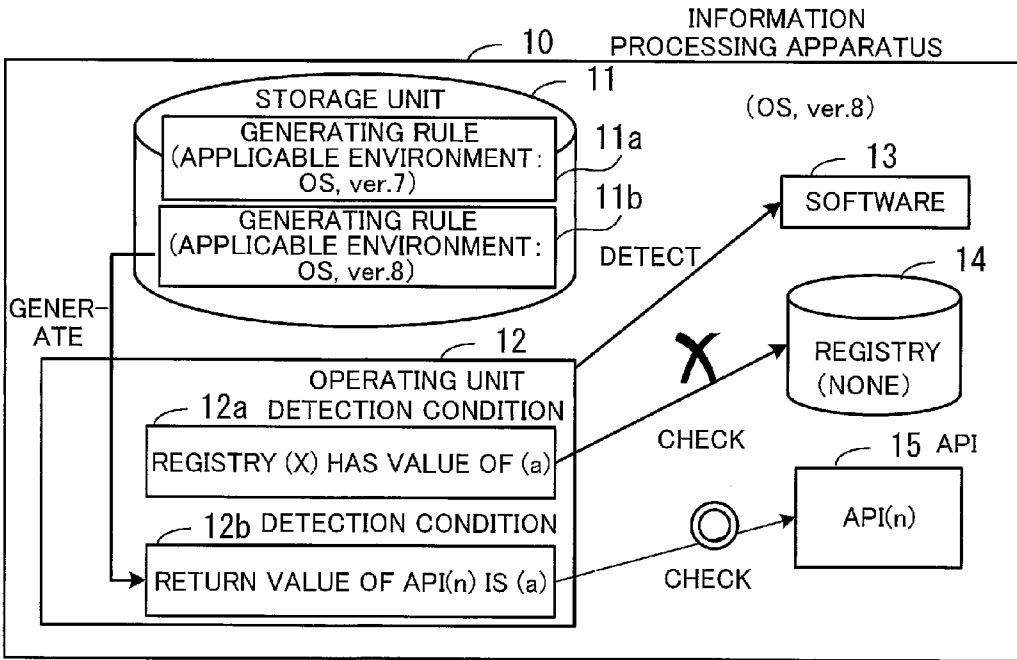 INFORMATION
PROCESSING APPARATUS
10
STORAGE UNIT
11
(OS, ver.8)
GENERATING RULE
(APPLICABLE ENVIRONMENT:
OS, ver.7)
11a
13
SOFTWARE
11b
GENERATING RULE
(APPLICABLE ENVIRONMENT:
OS, ver.8)
DETECT
14
REGISTRY
(NONE)
GENER-
ATE
12
OPERATING UNIT
12a DETECTION CONDITION
REGISTRY (X) HAS VALUE OF (a)
CHECK
15 API
API(n)
12b DETECTION CONDITION
RETURN VALUE OF API(n) IS (a)
CHECK